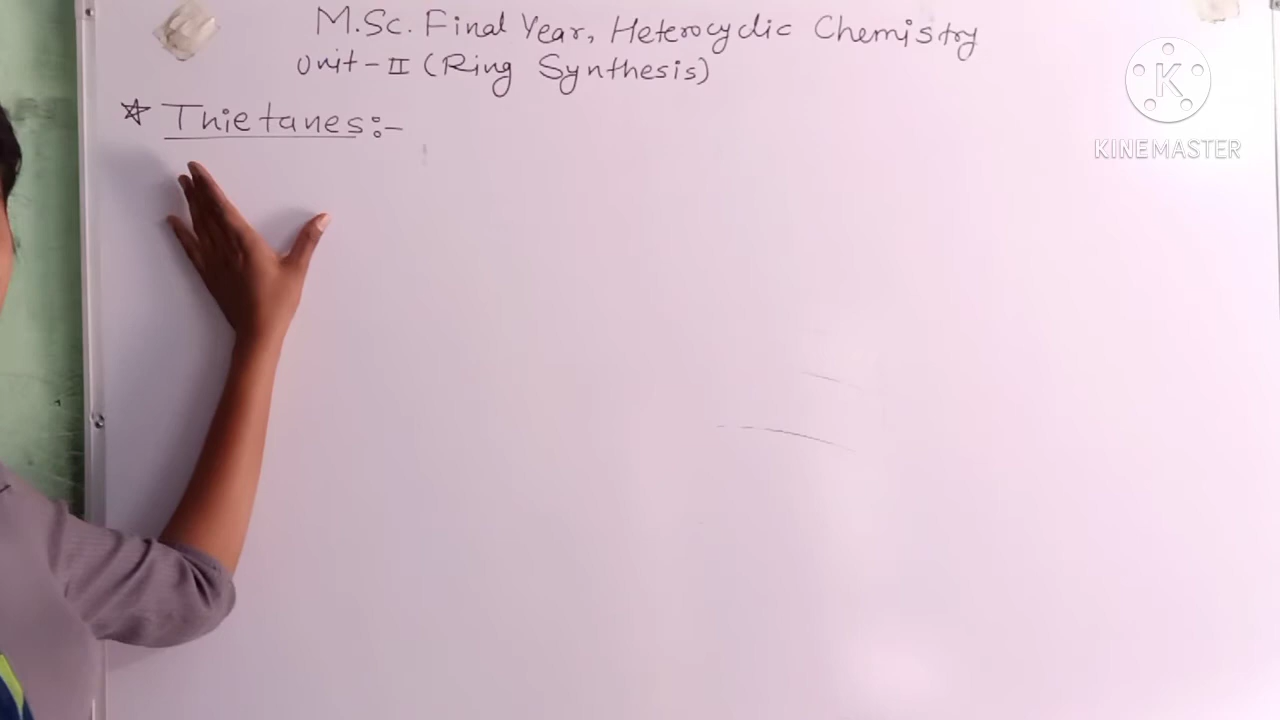 M.Sc. Final Year, Heterocyclic Chemistry
Unit-II (Ring Synthesis)
☆ Thietanes:-
K
KINEMASTER